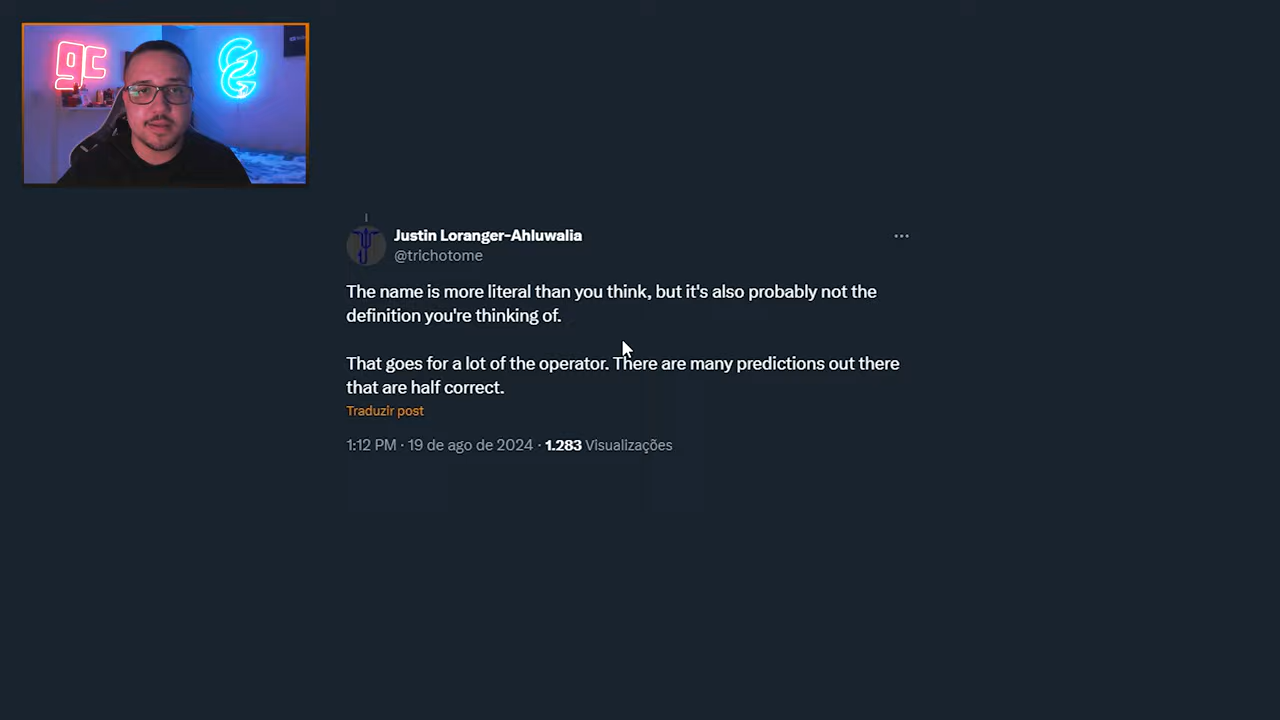 gc
Justin Loranger-Ahluwalia
@trichotome
The name is more literal than you think, but it's also probably not the
definition you're thinking of.
That goes for a lot of the operator. There are many predictions out there
that are half correct.
Traduzir post
1:12 PM · 19 de ago de 2024 · 1.283 Visualizações